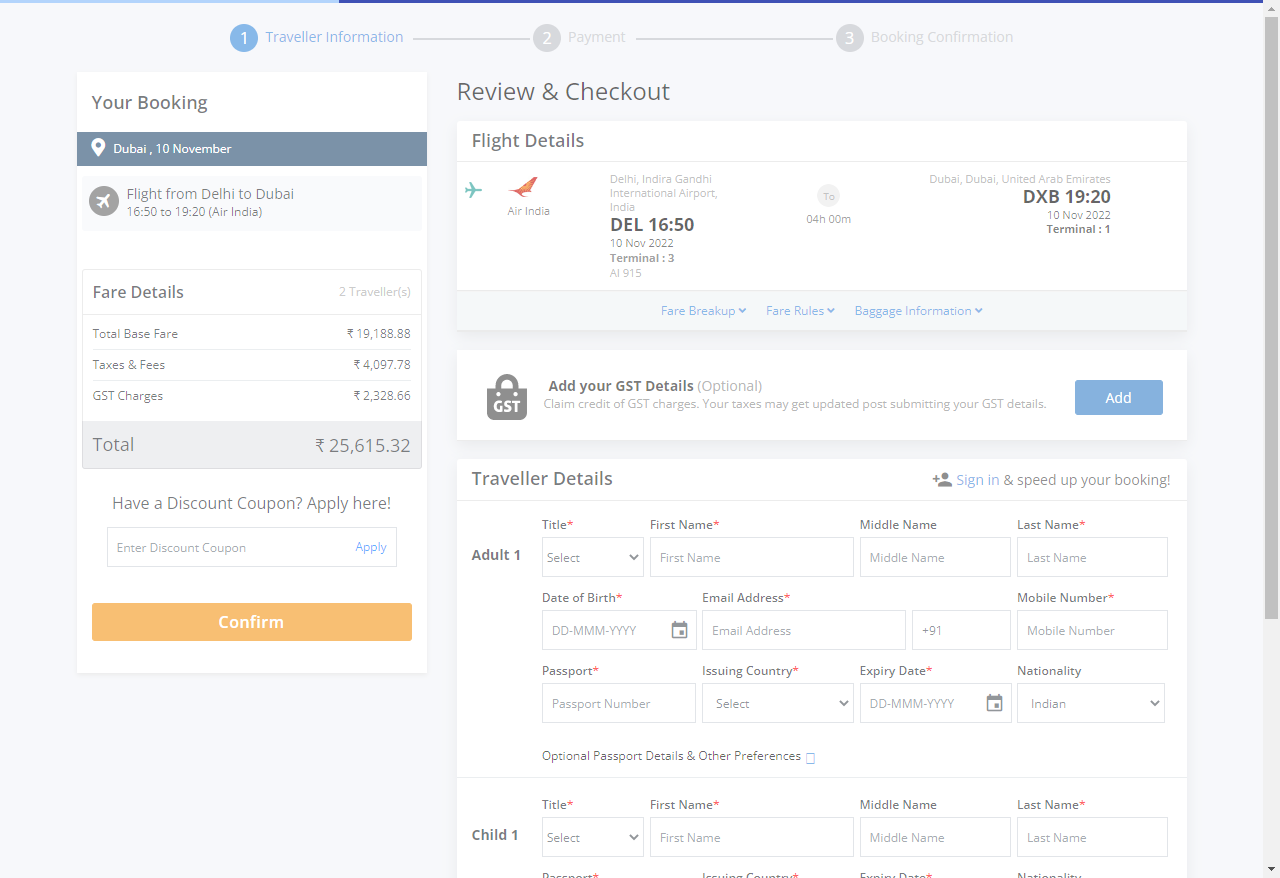 1 Traveller Information 2 Payment 3 Booking Confirmation
Your Booking
Dubai , 10 November
Flight from Delhi to Dubai
16:50 to 19:20 (Air India)
Fare Details 2 Traveller(s)
Total Base Fare ₹ 19,188.88
Taxes & Fees ₹ 4,097.78
GST Charges ₹ 2,328.66
Total ₹ 25,615.32
Have a Discount Coupon? Apply here!
Enter Discount Coupon Apply
Confirm
Review & Checkout
Flight Details
Air India
Delhi, Indira Gandhi
International Airport,
India
DEL 16:50
10 Nov 2022
Terminal : 3
AI 915
To
04h 00m
Dubai, Dubai, United Arab Emirates
DXB 19:20
10 Nov 2022
Terminal : 1
Fare Breakup Fare Rules Baggage Information
GST
Add your GST Details (Optional)
Claim credit of GST charges. Your taxes may get updated post submitting your GST details.
Add
Traveller Details Sign in & speed up your booking!
Title* First Name* Middle Name Last Name*
Adult 1 Select First Name Middle Name Last Name
Date of Birth* Email Address* Mobile Number*
DD-MMM-YYYY Email Address +91 Mobile Number
Passport* Issuing Country* Expiry Date* Nationality
Passport Number Select DD-MMM-YYYY Indian
Optional Passport Details & Other Preferences
Title* First Name* Middle Name Last Name*
Child 1 Select First Name Middle Name Last Name
Passport* Issuing Country* Expiry Date* Nationality